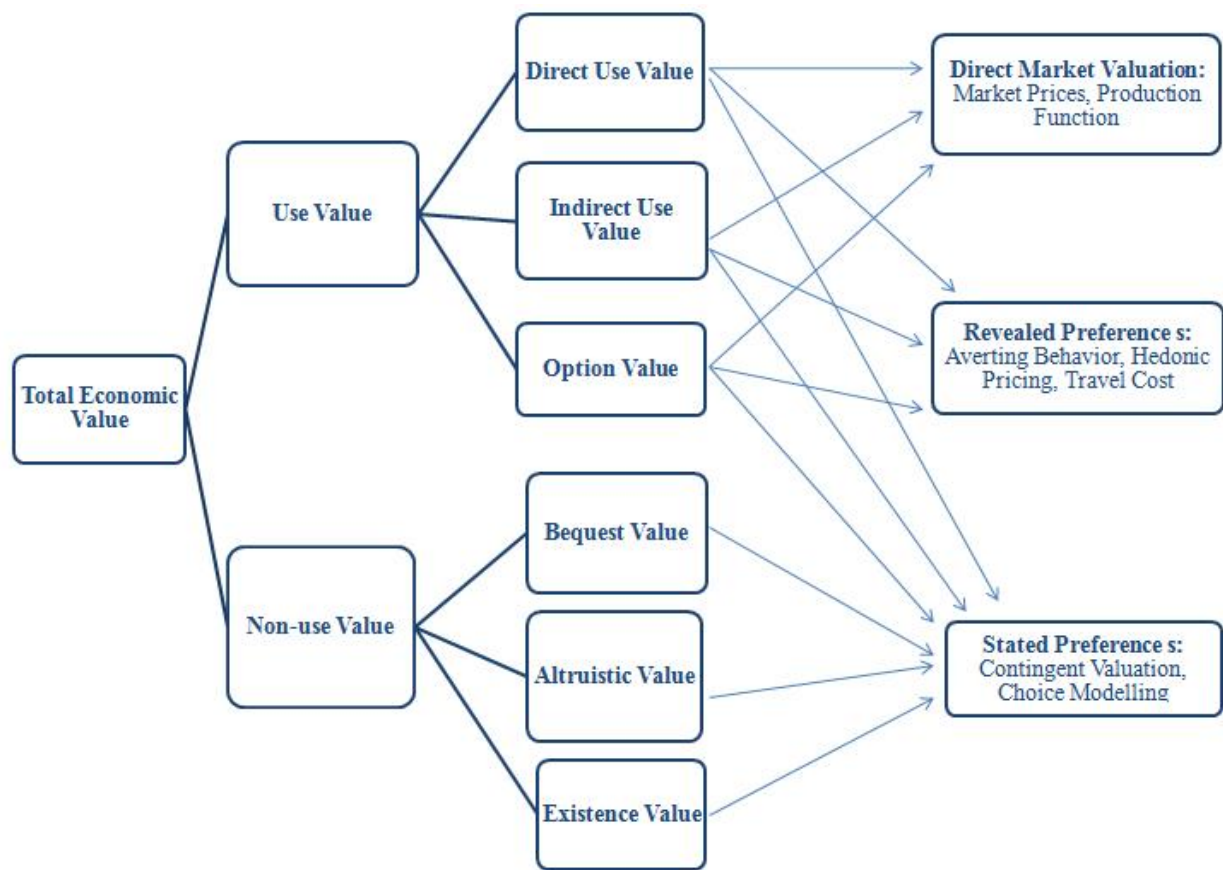 Total Economic
Value
Use Value
Non-use Value
Direct Use Value
Indirect Use
Value
Option Value
Bequest Value
Altruistic Value
Existence Value
Direct Market Valuation:
Market Prices, Production
Function
Revealed Preference s:
Averting Behavior, Hedonic
Pricing, Travel Cost
Stated Preference s:
Contingent Valuation,
Choice Modelling